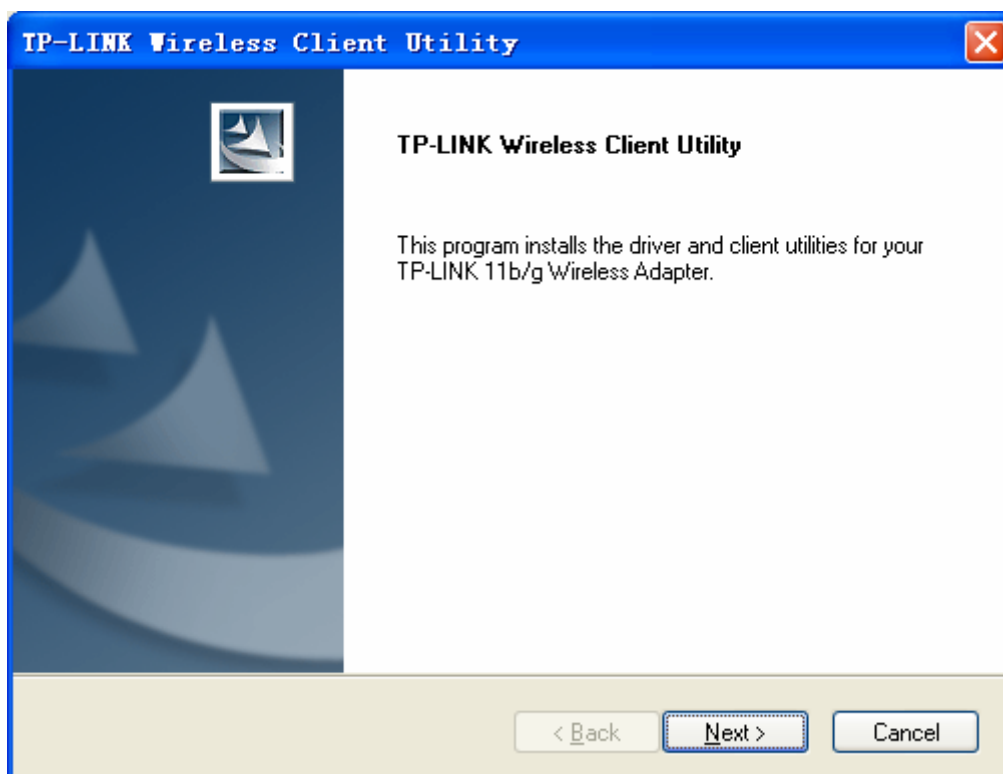 TP-LINK Wireless Client Utility
TP-LINK Wireless Client Utility
This program installs the driver and client utilities for your
TP-LINK 11b/g Wireless Adapter.
< Back
Next >
Cancel